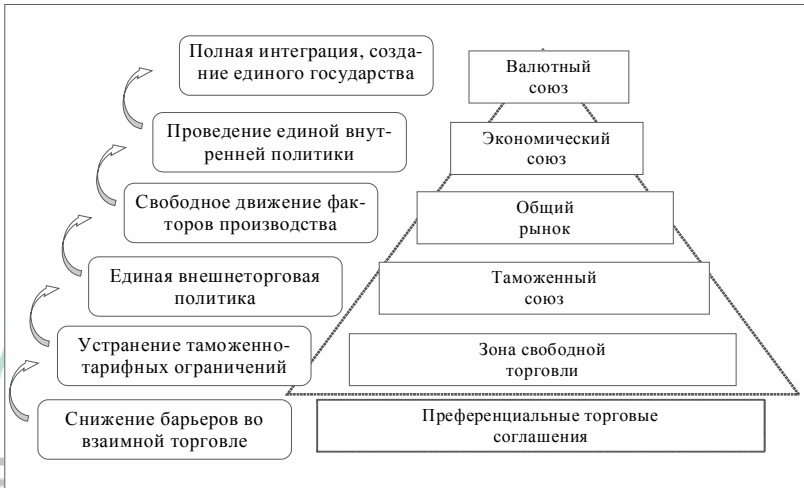 Полная интеграция, созда-
ние единого государства
Валютный
союз
Проведение единой внут-
ренней политики
Экономический
союз
Свободное движение фак-
торов производства
Общий
рынок
Единая внешнеторговая
политика
Таможенный
союз
Устранение таможенно-
тарифных ограничений
Зона свободной
торговли
Снижение барьеров во
взаимной торговле
Преференциальные торговые
соглашения